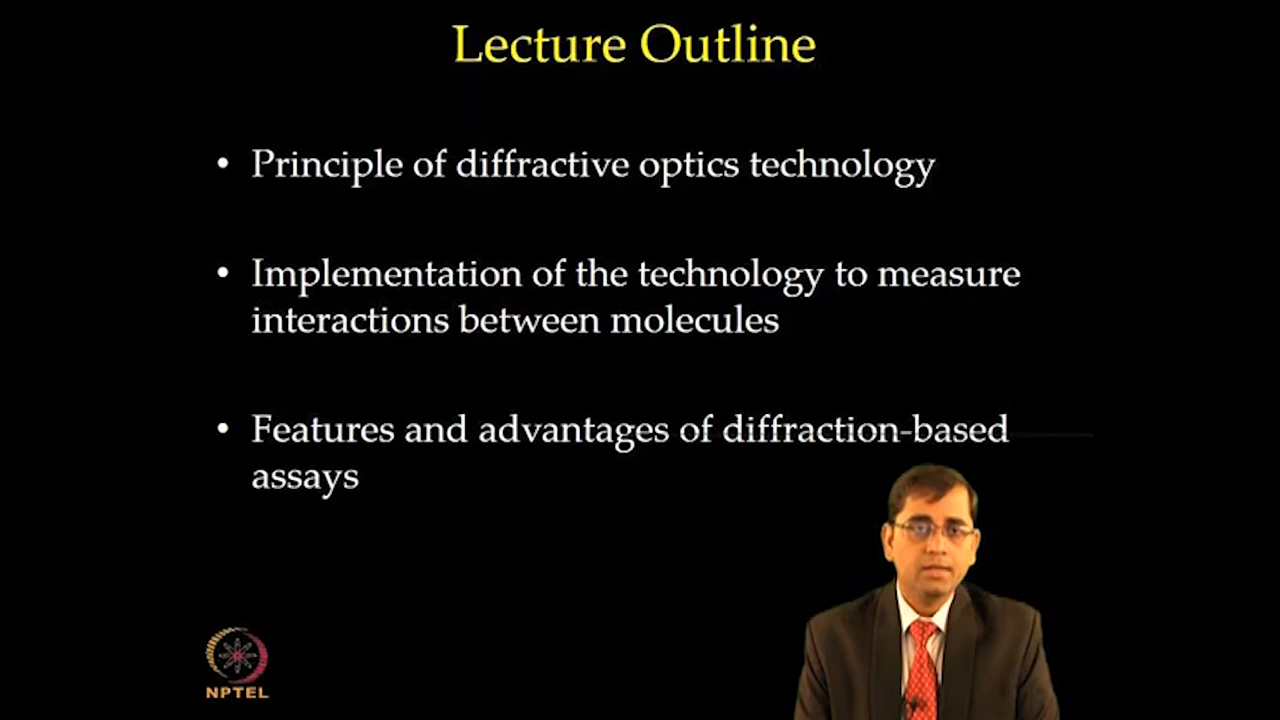 Lecture Outline
• Principle of diffractive optics technology
• Implementation of the technology to measure
interactions between molecules
• Features and advantages of diffraction-based
assays
NPTEL